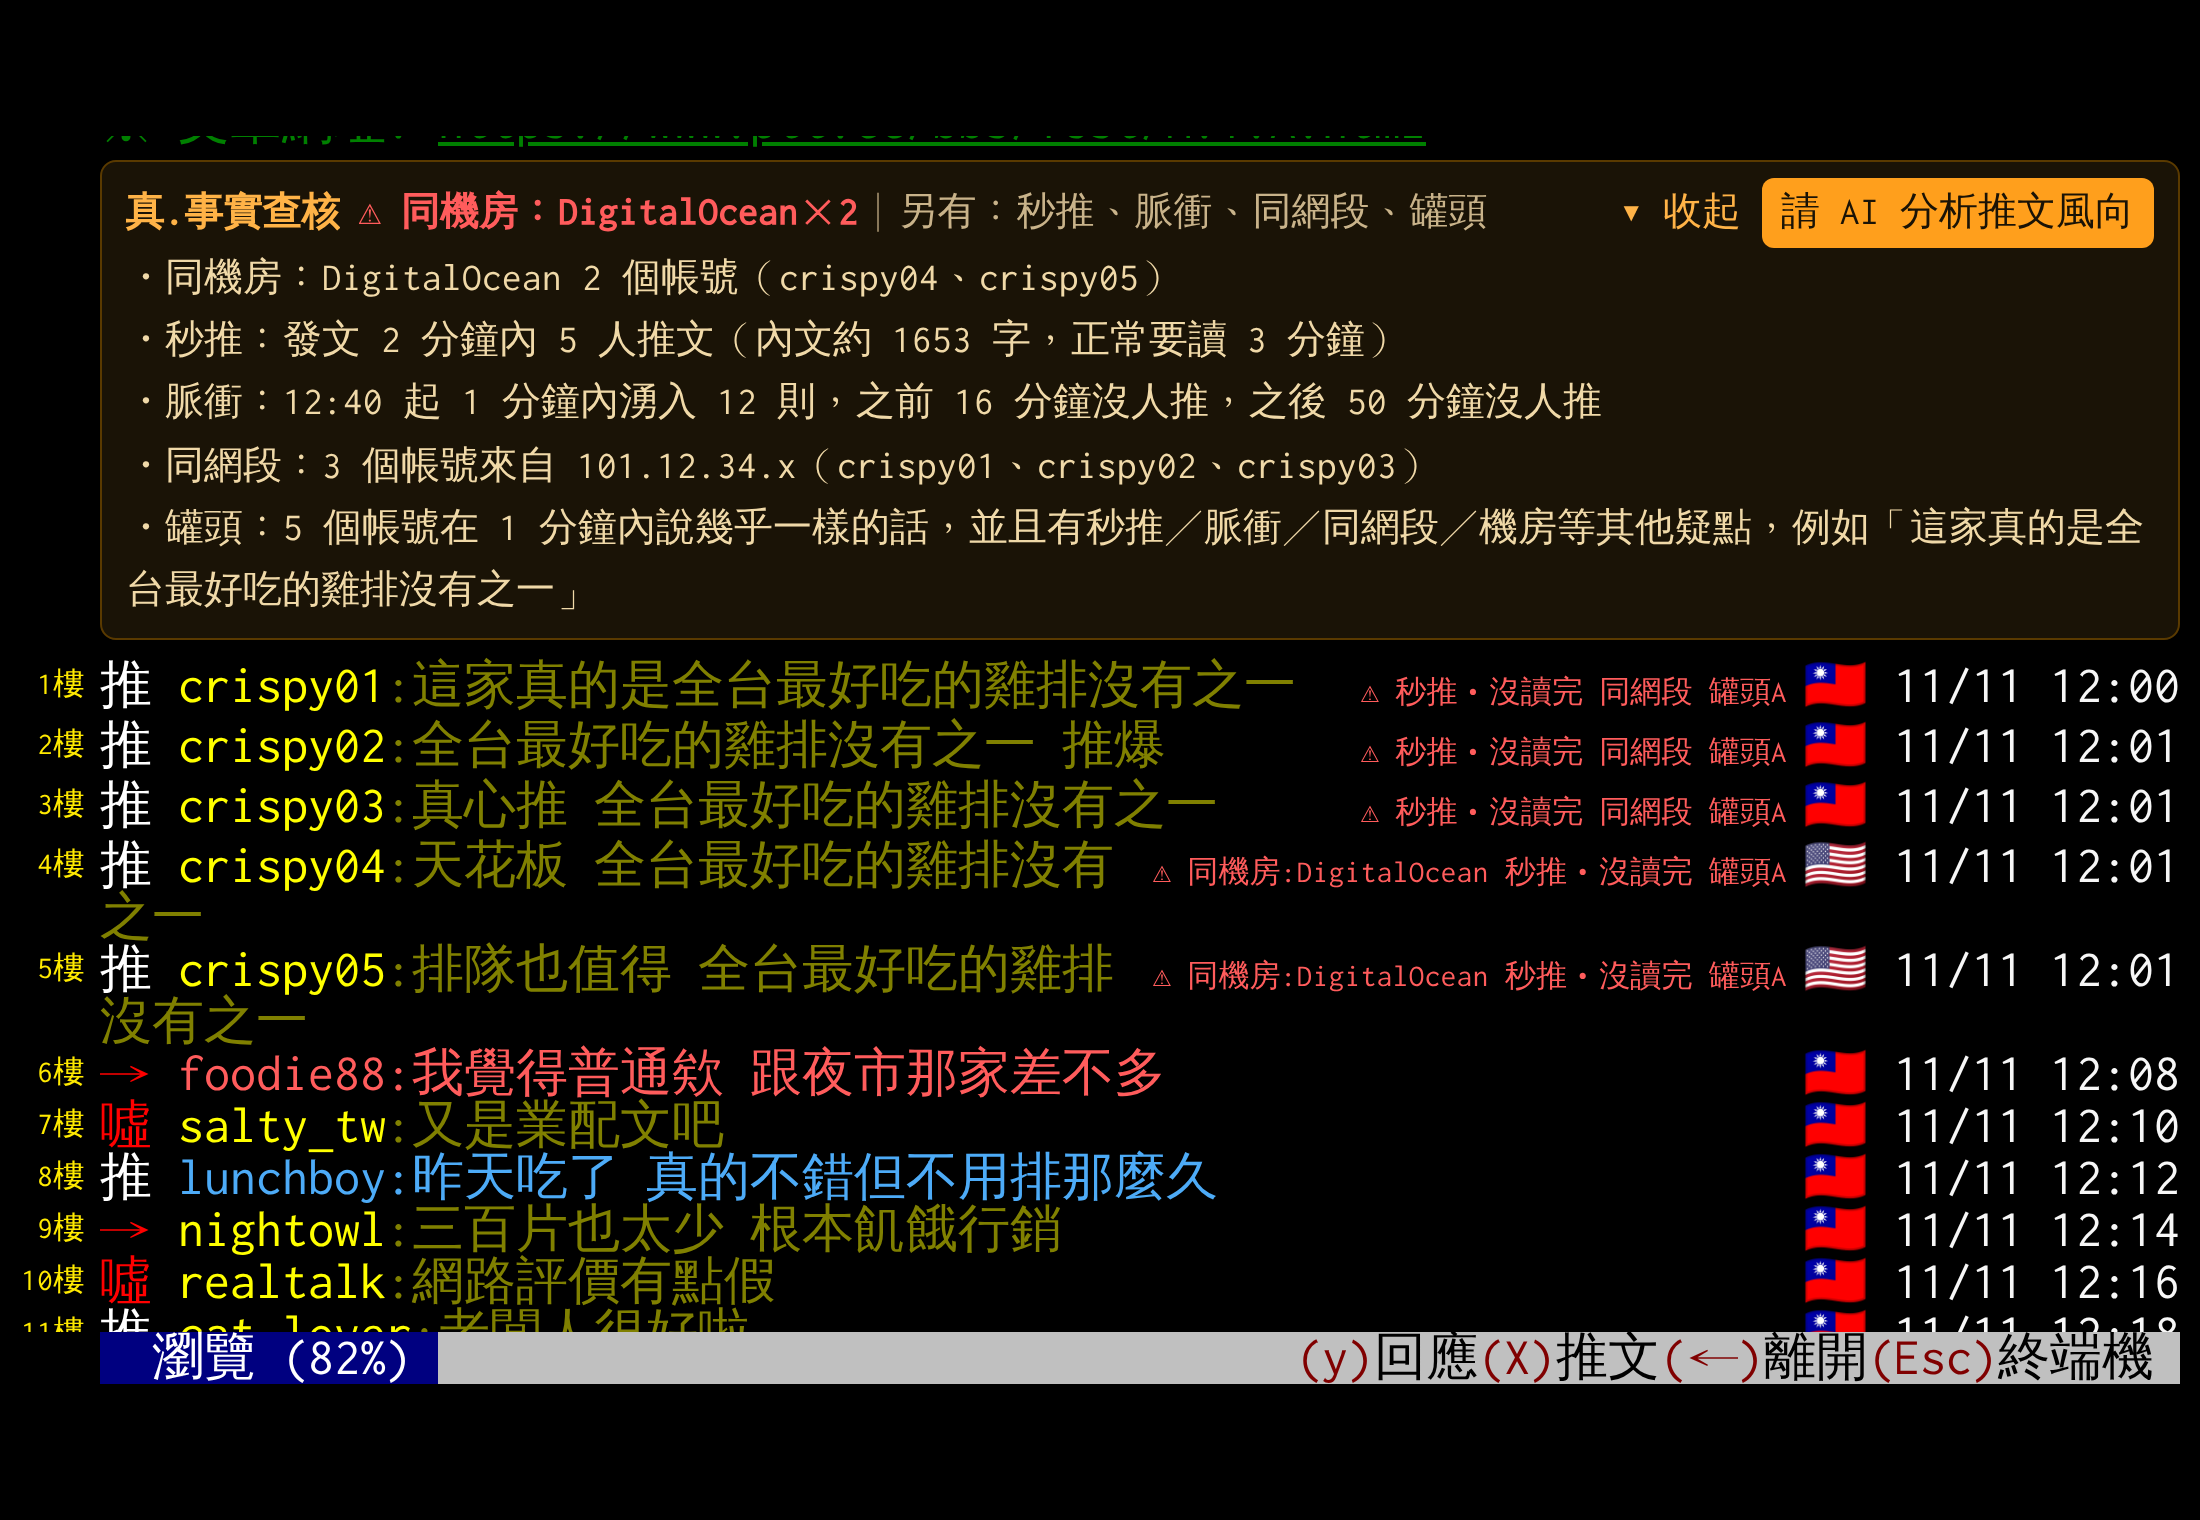 真.事實查核 ⚠ 同機房：DigitalOcean×2｜另有：秒推、脈衝、同網段、罐頭 ▾ 收起 請 AI 分析推文風向
・同機房：DigitalOcean 2 個帳號（crispy04、crispy05）
・秒推：發文 2 分鐘內 5 人推文（內文約 1653 字，正常要讀 3 分鐘）
・脈衝：12:40 起 1 分鐘內湧入 12 則，之前 16 分鐘沒人推，之後 50 分鐘沒人推
・同網段：3 個帳號來自 101.12.34.x（crispy01、crispy02、crispy03）
・罐頭：5 個帳號在 1 分鐘內說幾乎一樣的話，並且有秒推／脈衝／同網段／機房等其他疑點，例如「這家真的是全
台最好吃的雞排沒有之一」
1樓 推 crispy01:這家真的是全台最好吃的雞排沒有之一 ⚠ 秒推・沒讀完 同網段 罐頭A 11/11 12:00
2樓 推 crispy02:全台最好吃的雞排沒有之一 推爆 ⚠ 秒推・沒讀完 同網段 罐頭A 11/11 12:01
3樓 推 crispy03:真心推 全台最好吃的雞排沒有之一 ⚠ 秒推・沒讀完 同網段 罐頭A 11/11 12:01
4樓 推 crispy04:天花板 全台最好吃的雞排沒有 ⚠ 同機房:DigitalOcean 秒推・沒讀完 罐頭A 11/11 12:01
之一
5樓 推 crispy05:排隊也值得 全台最好吃的雞排 ⚠ 同機房:DigitalOcean 秒推・沒讀完 罐頭A 11/11 12:01
沒有之一
6樓 → foodie88:我覺得普通欸 跟夜市那家差不多 11/11 12:08
7樓 噓 salty_tw:又是業配文吧 11/11 12:10
8樓 推 lunchboy:昨天吃了 真的不錯但不用排那麼久 11/11 12:12
9樓 → nightowl:三百片也太少 根本飢餓行銷 11/11 12:14
10樓 噓 realtalk:網路評價有點假 11/11 12:16
11樓 推 cat_lover:老闆人很好啦 11/11 12:18
瀏覽 (82%) (y)回應(X)推文(←)離開(Esc)終端機